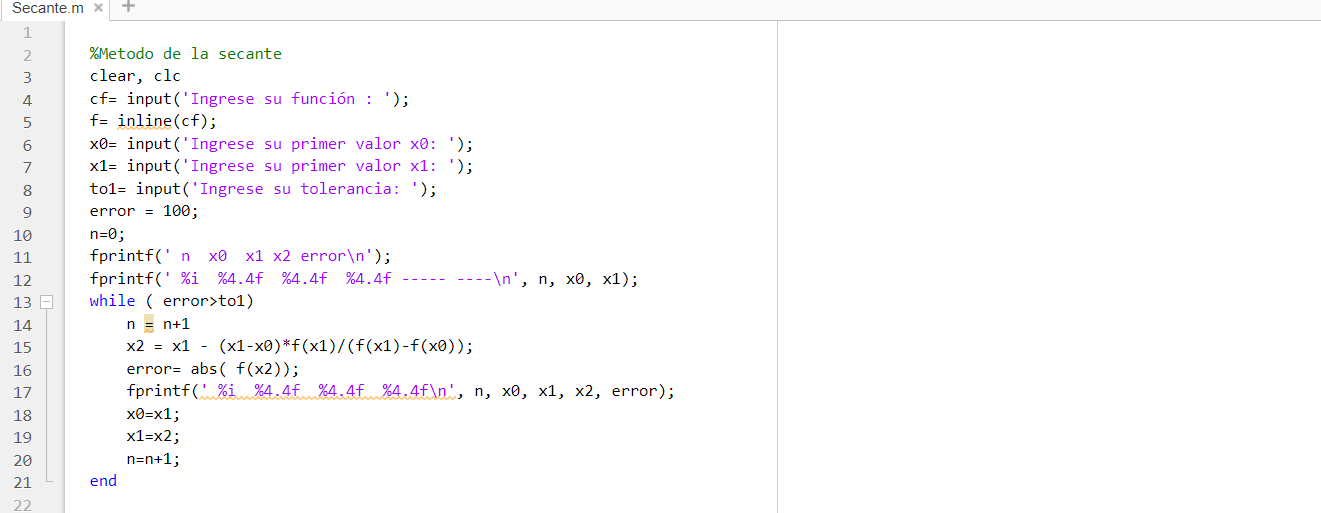 Secante.m × +
1
2 %Metodo de la secante
3 clear, clc
4 cf= input('Ingrese su función : ');
5 f= inline(cf);
6 x0= input('Ingrese su primer valor x0: ');
7 x1= input('Ingrese su primer valor x1: ');
8 to1= input('Ingrese su tolerancia: ');
9 error = 100;
10 n=0;
11 fprintf(' n  x0  x1 x2 error\n');
12 fprintf(' %i  %4.4f  %4.4f  %4.4f ----- ----\n', n, x0, x1);
13 while ( error>to1)
14     n = n+1
15     x2 = x1 - (x1-x0)*f(x1)/(f(x1)-f(x0));
16     error= abs( f(x2));
17     fprintf(' %i  %4.4f  %4.4f  %4.4f\n', n, x0, x1, x2, error);
18     x0=x1;
19     x1=x2;
20     n=n+1;
21 end
22